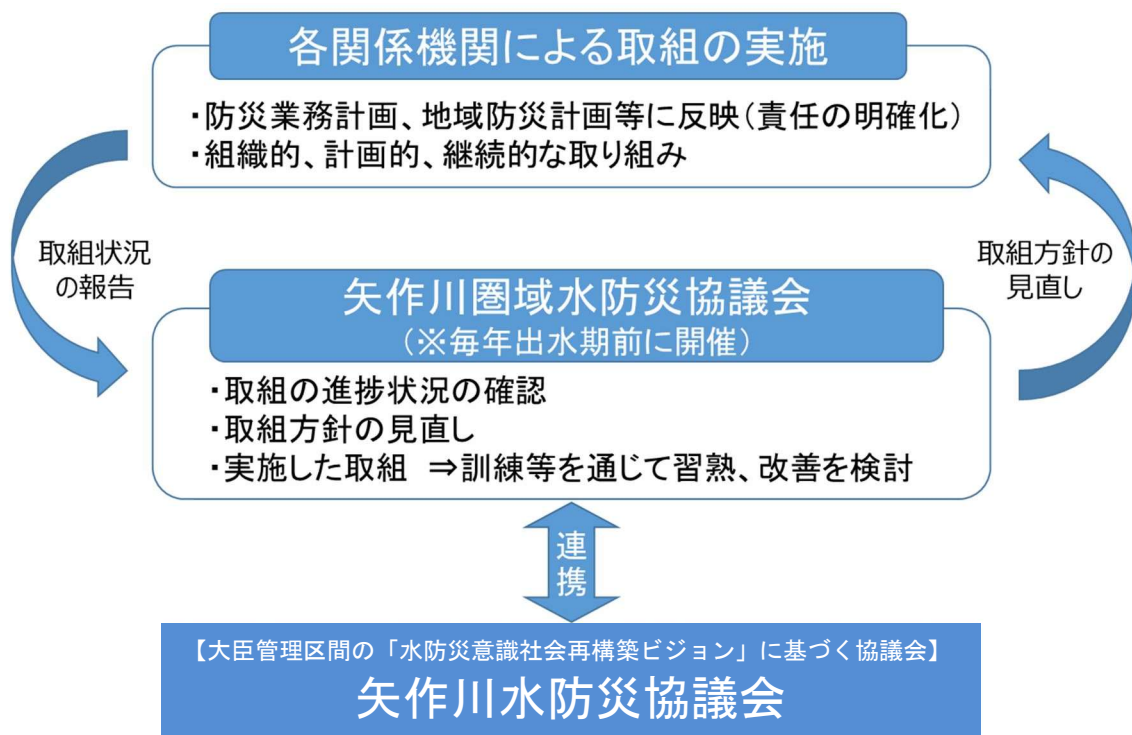 各関係機関による取組の実施
・防災業務計画、地域防災計画等に反映（責任の明確化）
・組織的、計画的、継続的な取り組み
取組状況
の報告
取組方針の
見直し
矢作川圏域水防災協議会
（※毎年出水期前に開催）
・取組の進捗状況の確認
・取組方針の見直し
・実施した取組 ⇒訓練等を通じて習熟、改善を検討
連
携
【大臣管理区間の「水防災意識社会再構築ビジョン」に基づく協議会】
矢作川水防災協議会